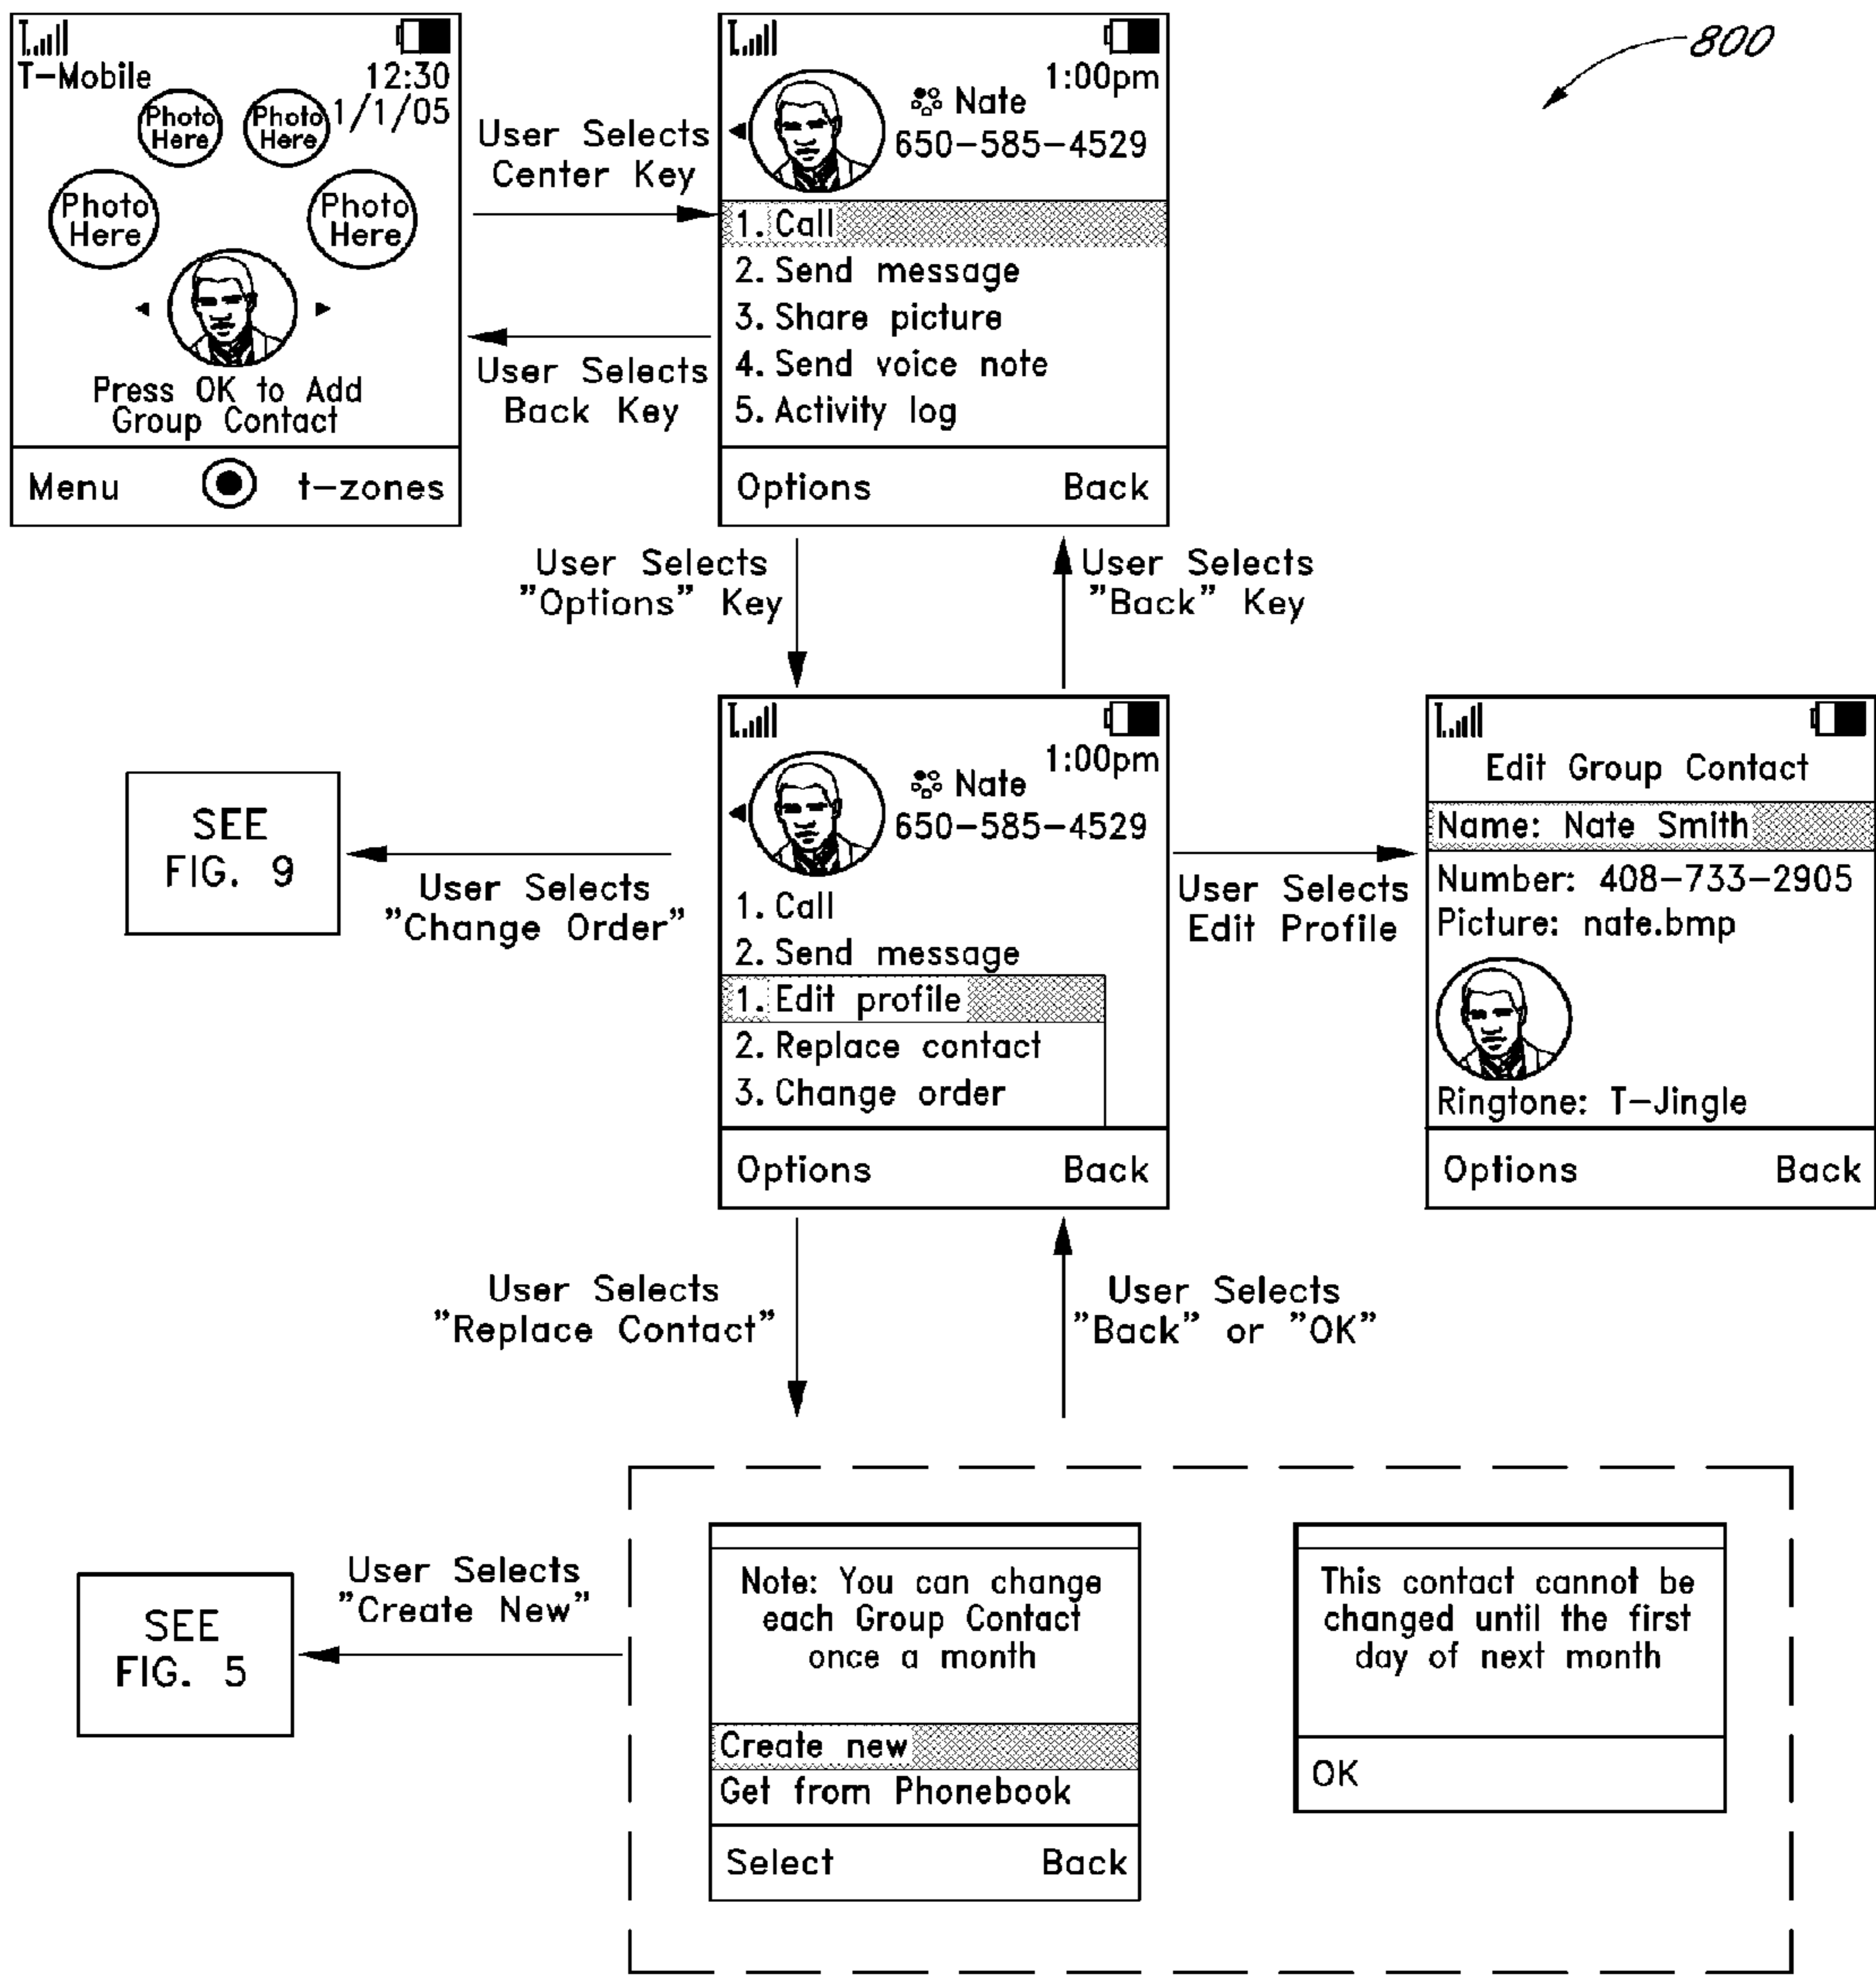 800
T-Mobile
12:30
1/1/05
Photo
Here
Photo
Here
Photo
Here
Photo
Here
Press OK to Add
Group Contact
Menu
t-zones
User Selects
Center Key
User Selects
Back Key
1:00pm
Nate
650-585-4529
1. Call
2. Send message
3. Share picture
4. Send voice note
5. Activity log
Options
Back
User Selects
"Options" Key
User Selects
"Back" Key
SEE
FIG. 9
User Selects
"Change Order"
1:00pm
Nate
650-585-4529
1. Call
2. Send message
1. Edit profile
2. Replace contact
3. Change order
Options
Back
User Selects
Edit Profile
Edit Group Contact
Name: Nate Smith
Number: 408-733-2905
Picture: nate.bmp
Ringtone: T-Jingle
Options
Back
User Selects
"Replace Contact"
User Selects
"Back" or "OK"
SEE
FIG. 5
User Selects
"Create New"
Note: You can change
each Group Contact
once a month
Create new
Get from Phonebook
Select
Back
This contact cannot be
changed until the first
day of next month
OK